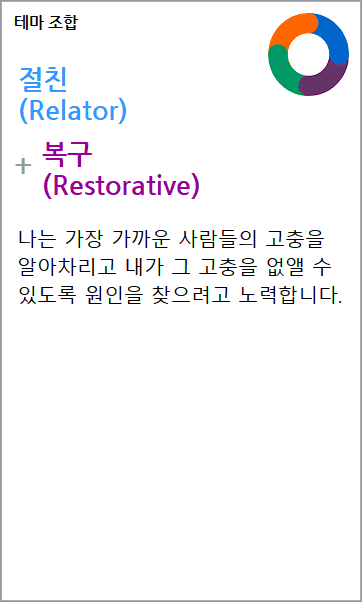 테마 조합
절친
(Relator)
+ 복구
(Restorative)
나는 가장 가까운 사람들의 고충을
알아차리고 내가 그 고충을 없앨 수
있도록 원인을 찾으려고 노력합니다.